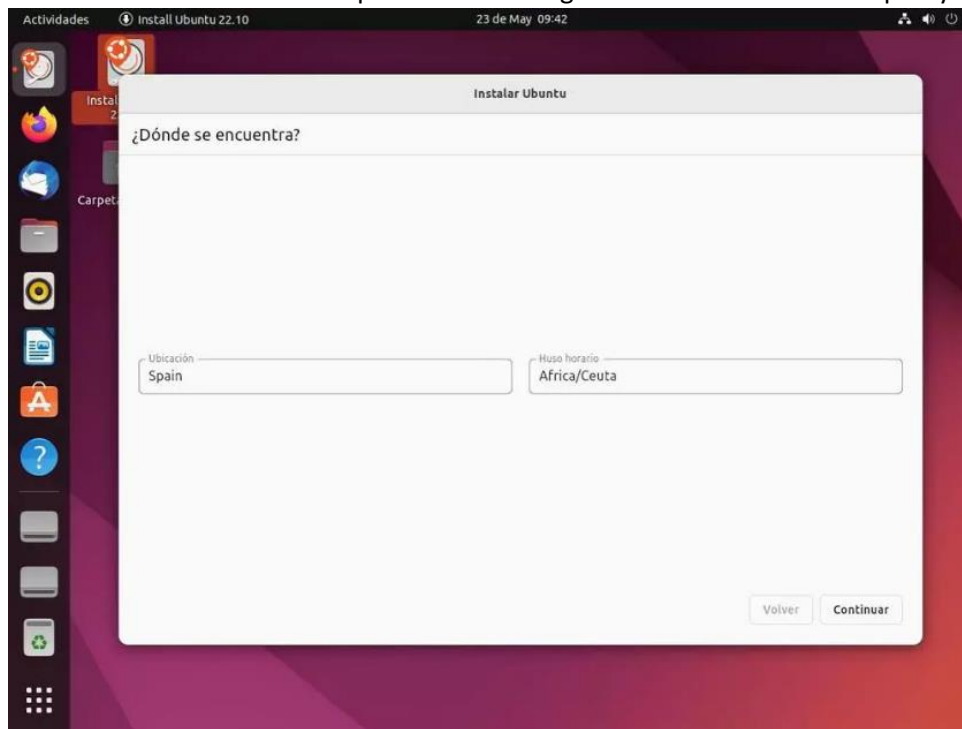 Actividades Install Ubuntu 22.10 23 de May 09:42
Instalar Ubuntu
¿Dónde se encuentra?
Carpeta
Ubicación
Spain
Huso horario
Africa/Ceuta
Volver Continuar